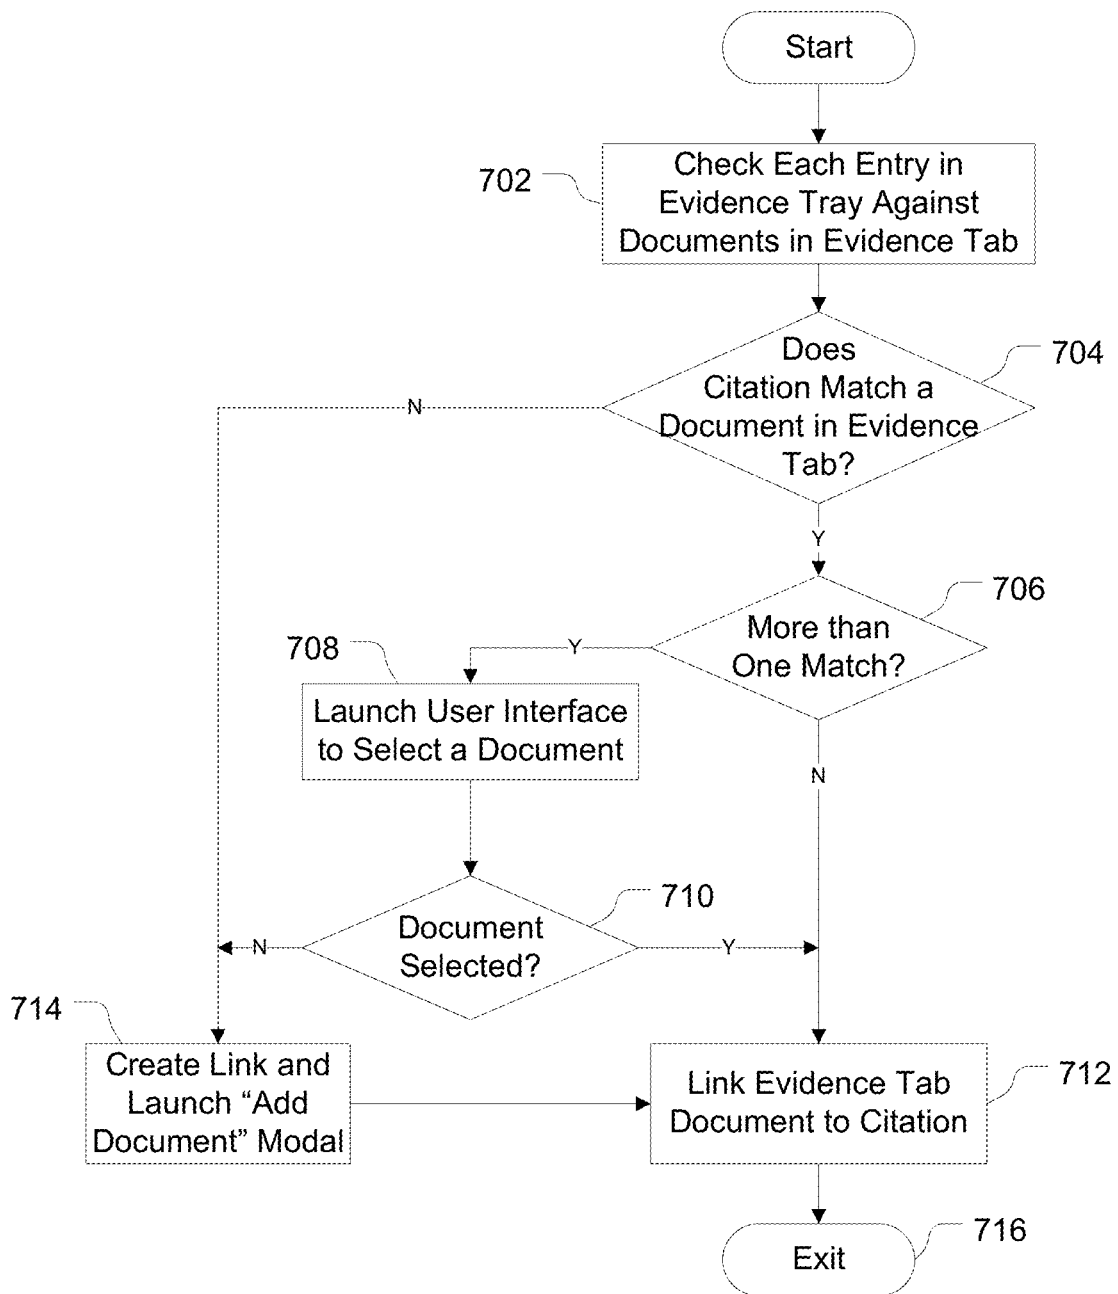 Start
702
Check Each Entry in
Evidence Tray Against
Documents in Evidence Tab
704
Does
Citation Match a
Document in Evidence
Tab?
N
Y
706
More than
One Match?
Y
N
708
Launch User Interface
to Select a Document
710
Document
Selected?
N
Y
714
Create Link and
Launch “Add
Document” Modal
712
Link Evidence Tab
Document to Citation
716
Exit